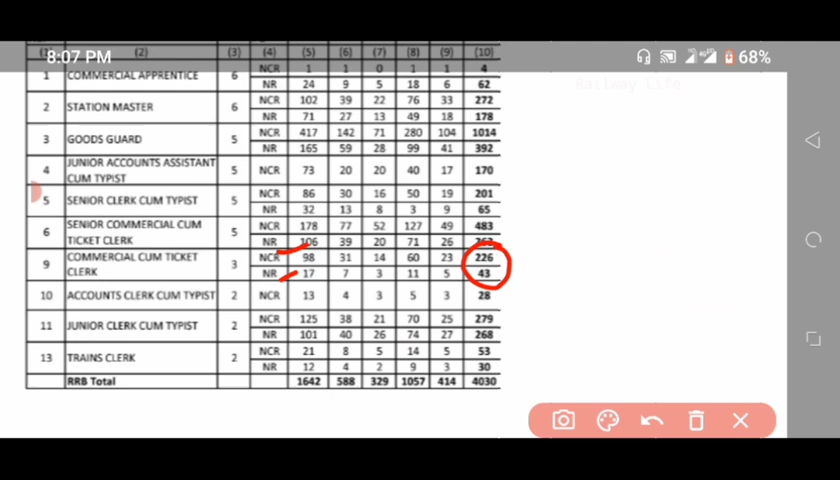 8:07 PM 68%
(1) (2) (3) (4) (5) (6) (7) (8) (9) (10)
1 COMMERCIAL APPRENTICE 6 NCR 1 1 0 1 1 4
NR 24 9 5 18 6 62
2 STATION MASTER 6 NCR 102 39 22 76 33 272
NR 71 27 13 49 18 178
3 GOODS GUARD 5 NCR 417 142 71 280 104 1014
NR 165 59 28 99 41 392
4 JUNIOR ACCOUNTS ASSISTANT CUM TYPIST 5 NCR 73 20 20 40 17 170
5 SENIOR CLERK CUM TYPIST 5 NCR 86 30 16 50 19 201
NR 32 13 8 3 9 65
6 SENIOR COMMERCIAL CUM TICKET CLERK 5 NCR 178 77 52 127 49 483
NR 106 39 20 71 26
9 COMMERCIAL CUM TICKET CLERK 3 NCR 98 31 14 60 23 226
NR 17 7 3 11 5 43
10 ACCOUNTS CLERK CUM TYPIST 2 NCR 13 4 3 5 3 28
11 JUNIOR CLERK CUM TYPIST 2 NCR 125 38 21 70 25 279
NR 101 40 26 74 27 268
13 TRAINS CLERK 2 NCR 21 8 5 14 5 53
NR 12 4 2 9 3 30
RRB Total 1642 588 329 1057 414 4030
Railway Life